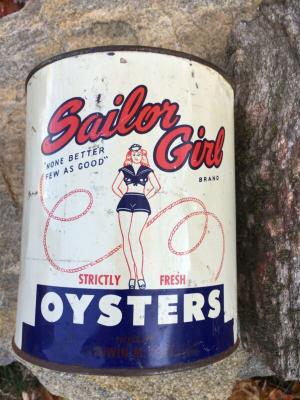 Sailor
Girl
"NONE BETTER
FEW AS GOOD"
BRAND
STRICTLY FRESH
OYSTERS